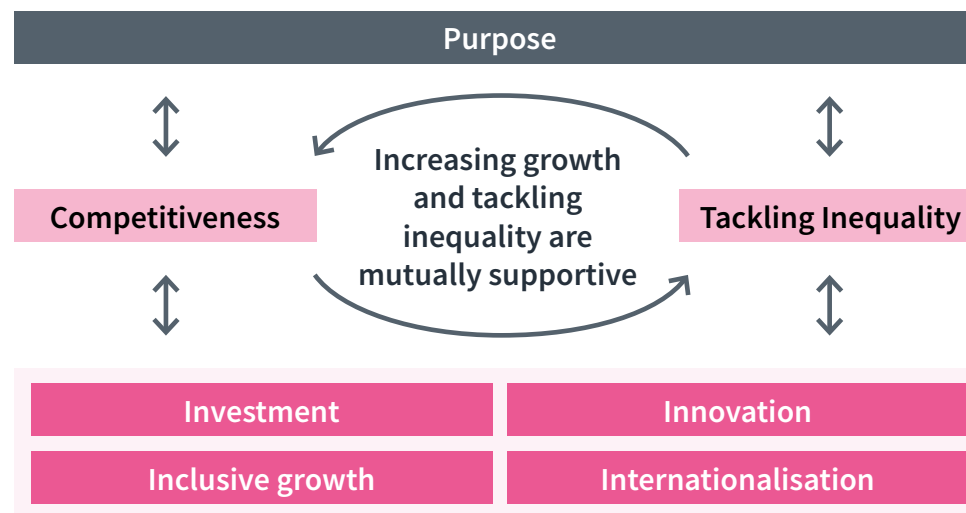 Purpose
Increasing growth
and tackling
inequality are
mutually supportive
Competitiveness
Tackling Inequality
Investment
Innovation
Inclusive growth
Internationalisation